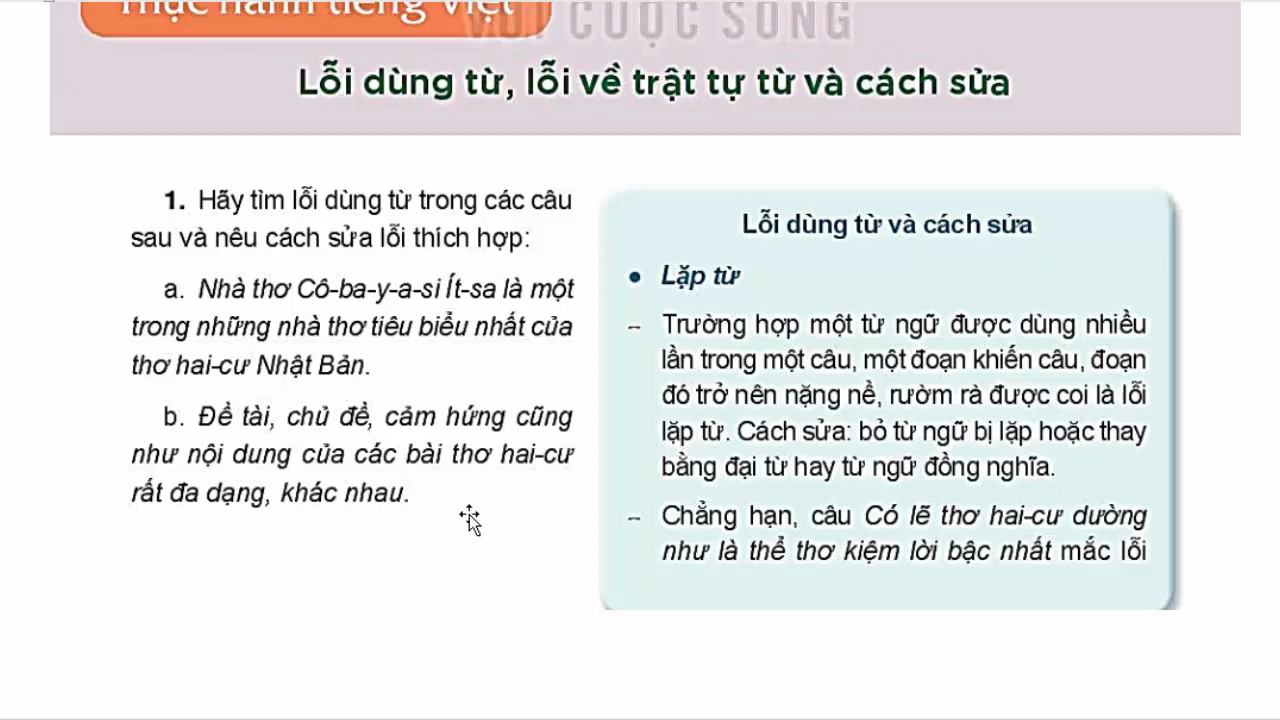 Thực hành tiếng Việt
VỚI CUỘC SỐNG
Lỗi dùng từ, lỗi về trật tự từ và cách sửa
1. Hãy tìm lỗi dùng từ trong các câu
sau và nêu cách sửa lỗi thích hợp:
a. Nhà thơ Cô-ba-y-a-si Ít-sa là một
trong những nhà thơ tiêu biểu nhất của
thơ hai-cư Nhật Bản.
b. Đề tài, chủ đề, cảm hứng cũng
như nội dung của các bài thơ hai-cư
rất đa dạng, khác nhau.
Lỗi dùng từ và cách sửa
• Lặp từ
– Trường hợp một từ ngữ được dùng nhiều
lần trong một câu, một đoạn khiến câu, đoạn
đó trở nên nặng nề, rườm rà được coi là lỗi
lặp từ. Cách sửa: bỏ từ ngữ bị lặp hoặc thay
bằng đại từ hay từ ngữ đồng nghĩa.
– Chẳng hạn, câu Có lẽ thơ hai-cư dường
như là thể thơ kiệm lời bậc nhất mắc lỗi